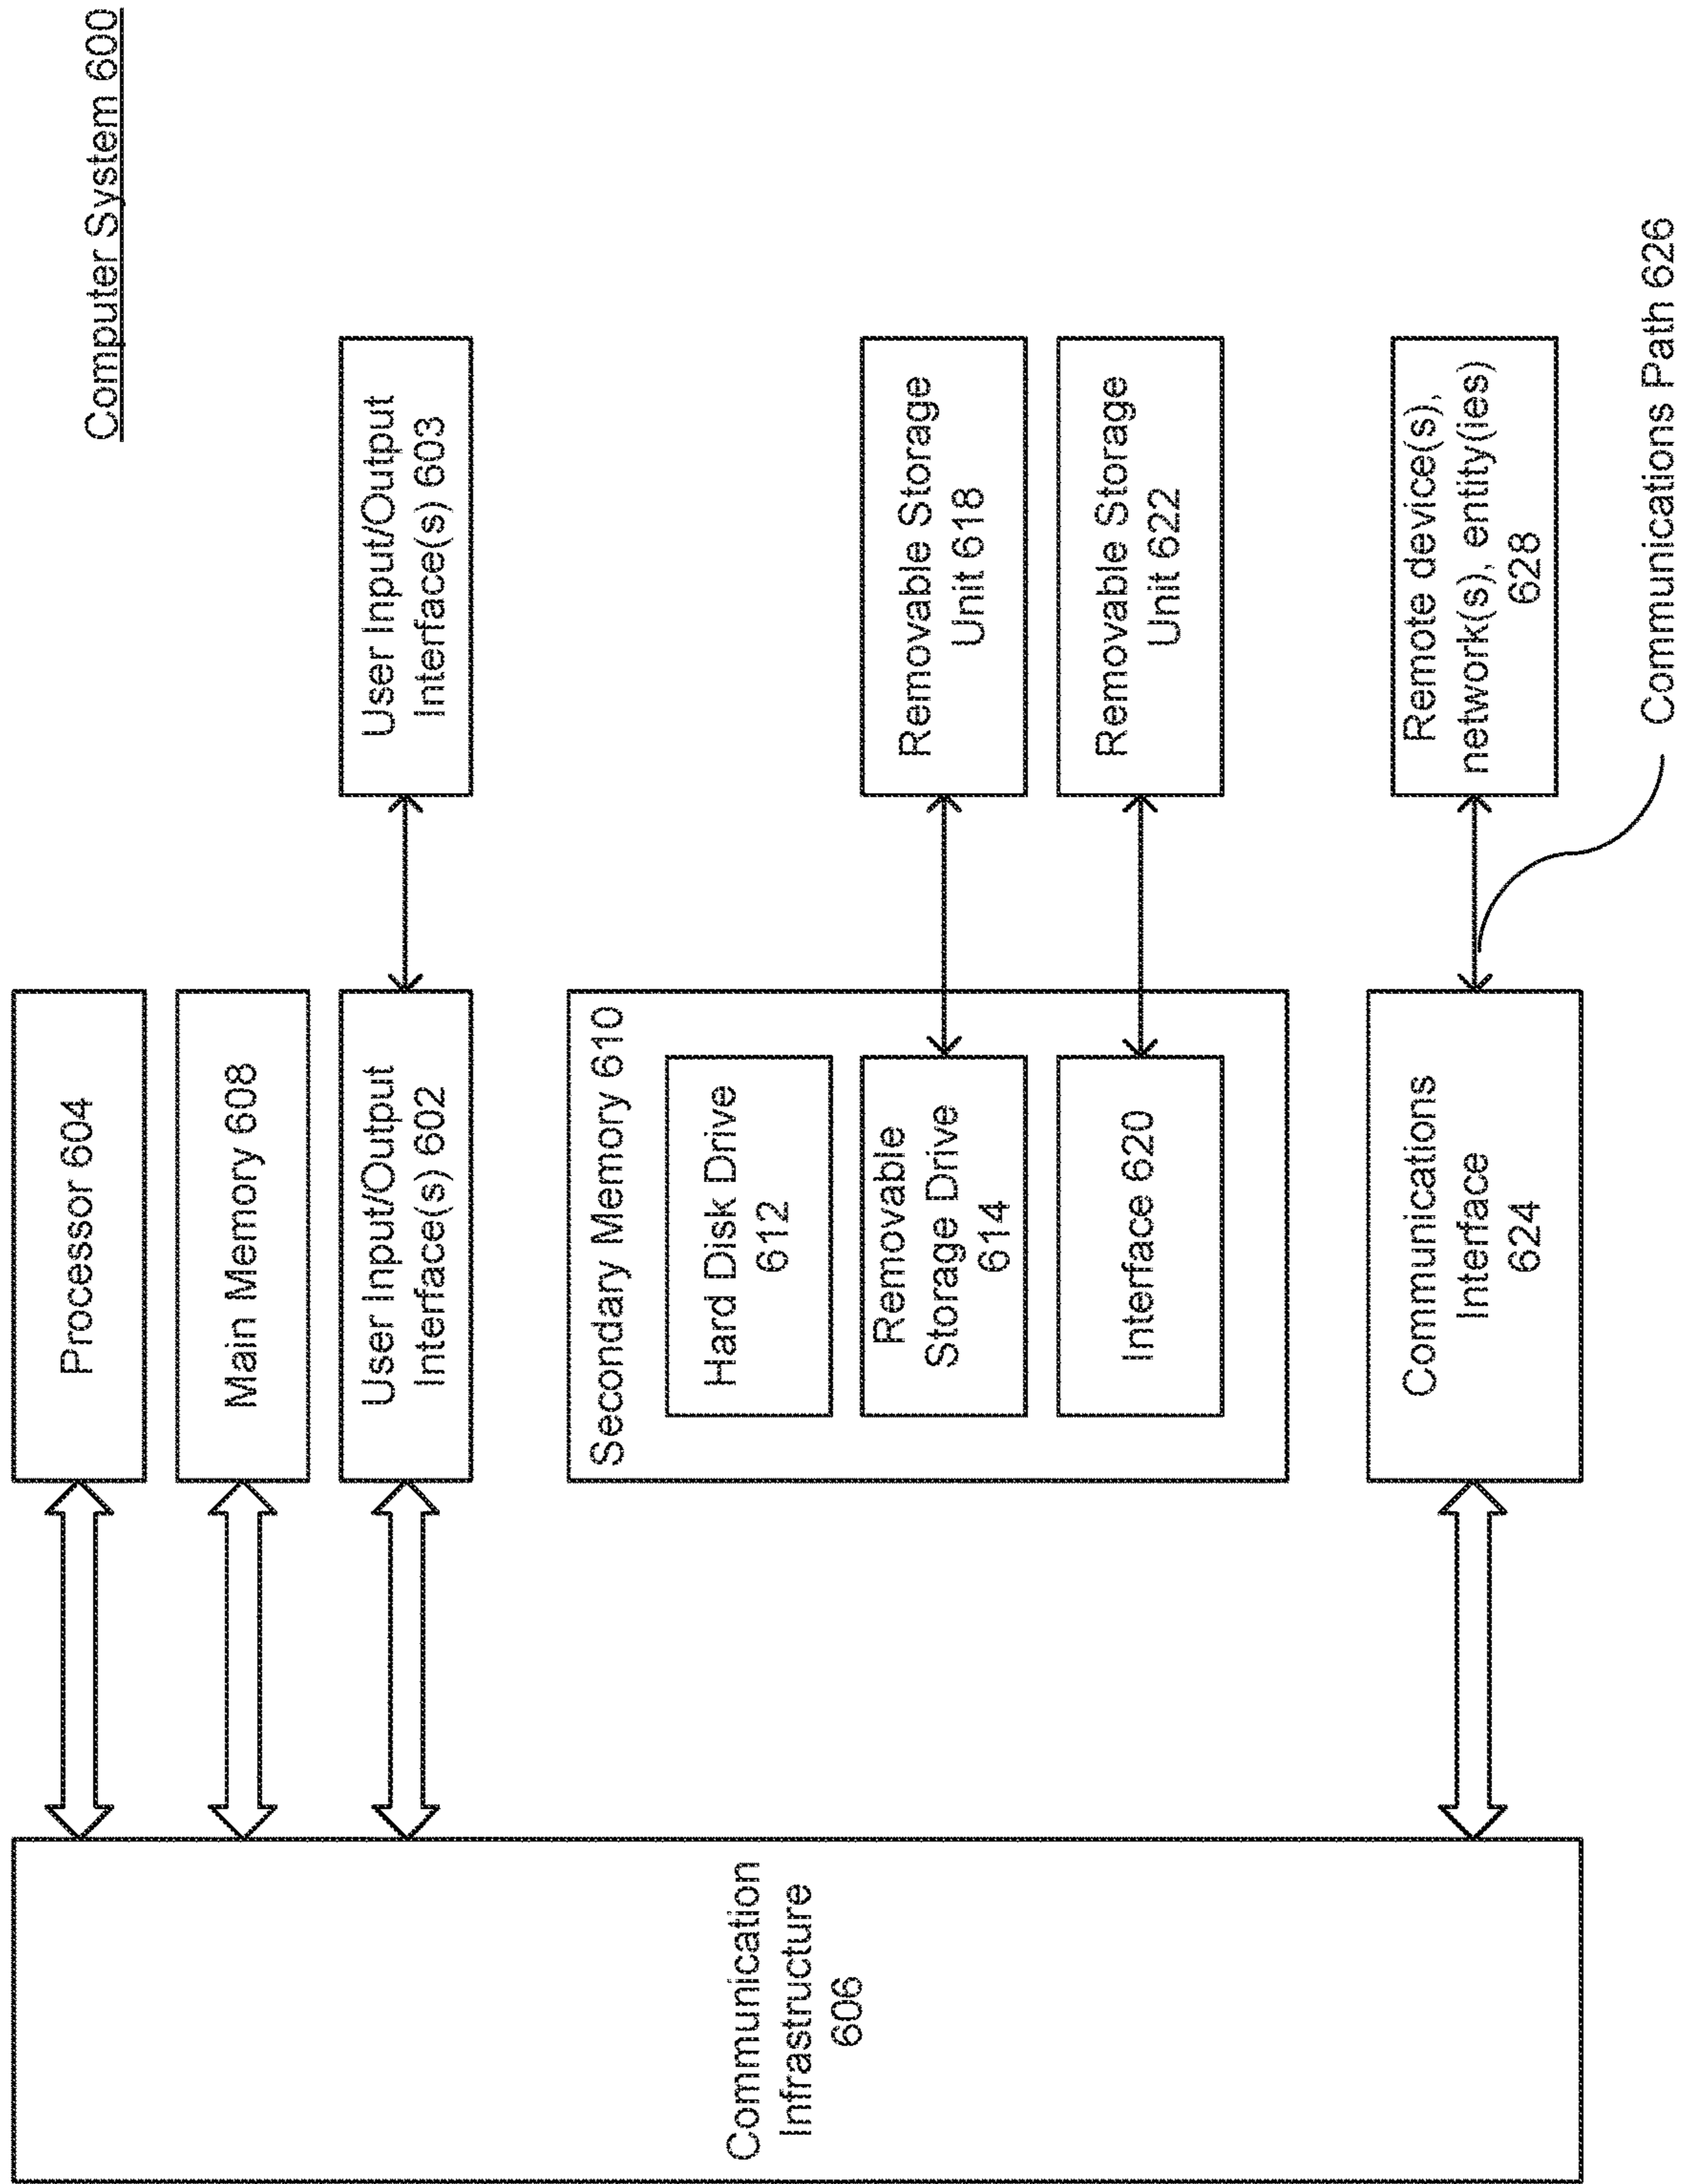 Computer System 600
Processor 604
Main Memory 608
User Input/Output
Interface(s) 602
User Input/Output
Interface(s) 603
Communication
Infrastructure
606
Secondary Memory 610
Hard Disk Drive
612
Removable
Storage Drive
614
Removable Storage
Unit 618
Interface 620
Removable Storage
Unit 622
Communications
Interface
624
Remote device(s),
network(s), entity(ies)
628
Communications Path 626